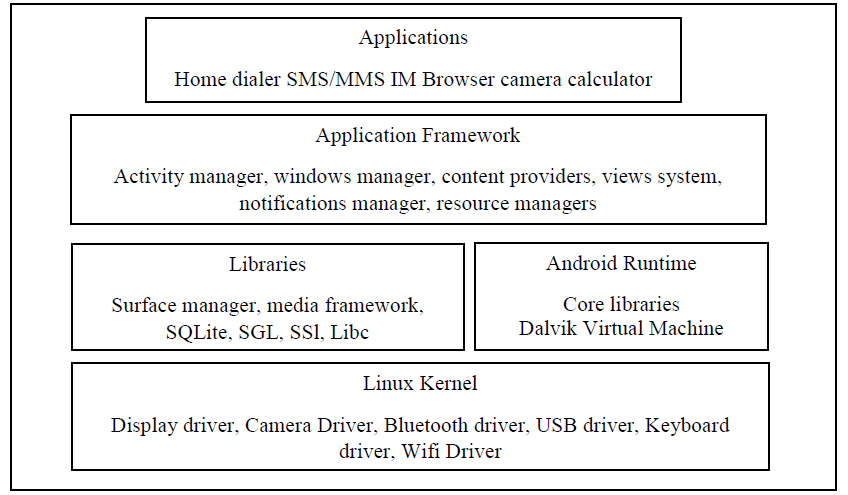 Applications
Home dialer SMS/MMS IM Browser camera calculator
Application Framework
Activity manager, windows manager, content providers, views system,
notifications manager, resource managers
Libraries
Surface manager, media framework,
SQLite, SGL, SSl, Libc
Android Runtime
Core libraries
Dalvik Virtual Machine
Linux Kernel
Display driver, Camera Driver, Bluetooth driver, USB driver, Keyboard
driver, Wifi Driver